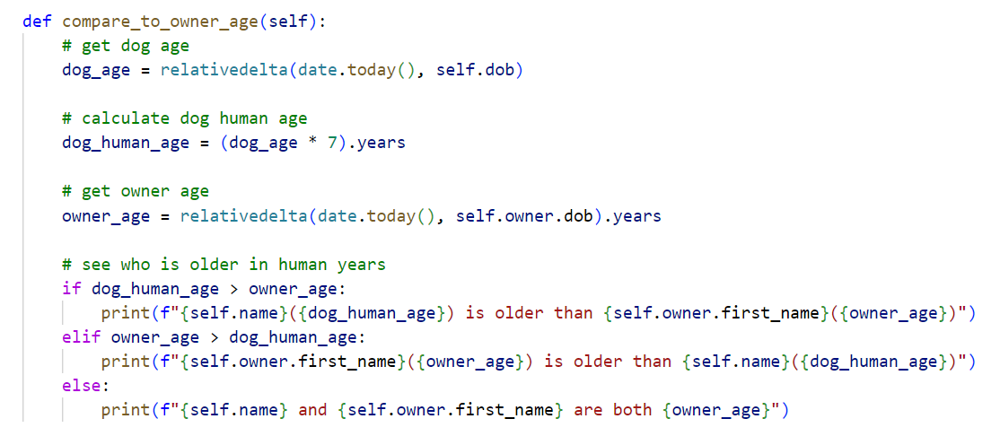 def compare_to_owner_age(self):
    # get dog age
    dog_age = relativedelta(date.today(), self.dob)

    # calculate dog human age
    dog_human_age = (dog_age * 7).years

    # get owner age
    owner_age = relativedelta(date.today(), self.owner.dob).years

    # see who is older in human years
    if dog_human_age > owner_age:
        print(f"{self.name}({dog_human_age}) is older than {self.owner.first_name}({owner_age})")
    elif owner_age > dog_human_age:
        print(f"{self.owner.first_name}({owner_age}) is older than {self.name}({dog_human_age})")
    else:
        print(f"{self.name} and {self.owner.first_name} are both {owner_age}")